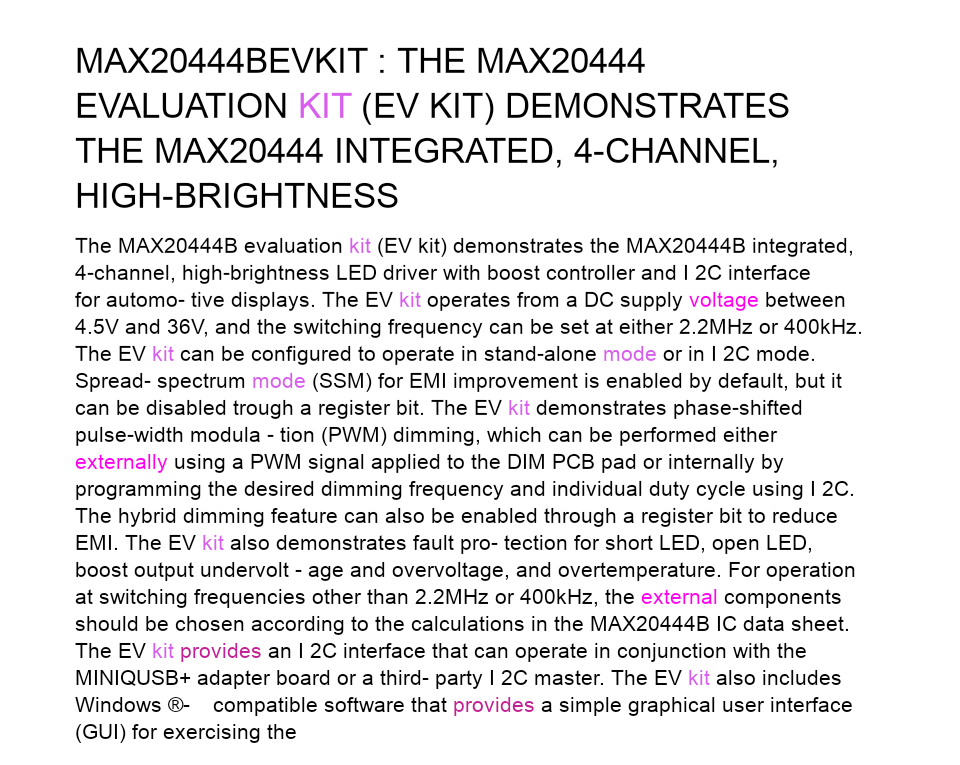 MAX20444BEVKIT : THE MAX20444
EVALUATION KIT (EV KIT) DEMONSTRATES
THE MAX20444 INTEGRATED, 4-CHANNEL,
HIGH-BRIGHTNESS
The MAX20444B evaluation kit (EV kit) demonstrates the MAX20444B integrated,
4-channel, high-brightness LED driver with boost controller and I 2C interface
for automo- tive displays. The EV kit operates from a DC supply voltage between
4.5V and 36V, and the switching frequency can be set at either 2.2MHz or 400kHz.
The EV kit can be configured to operate in stand-alone mode or in I 2C mode.
Spread- spectrum mode (SSM) for EMI improvement is enabled by default, but it
can be disabled trough a register bit. The EV kit demonstrates phase-shifted
pulse-width modula - tion (PWM) dimming, which can be performed either
externally using a PWM signal applied to the DIM PCB pad or internally by
programming the desired dimming frequency and individual duty cycle using I 2C.
The hybrid dimming feature can also be enabled through a register bit to reduce
EMI. The EV kit also demonstrates fault pro- tection for short LED, open LED,
boost output undervolt - age and overvoltage, and overtemperature. For operation
at switching frequencies other than 2.2MHz or 400kHz, the external components
should be chosen according to the calculations in the MAX20444B IC data sheet.
The EV kit provides an I 2C interface that can operate in conjunction with the
MINIQUSB+ adapter board or a third- party I 2C master. The EV kit also includes
Windows ®- compatible software that provides a simple graphical user interface
(GUI) for exercising the